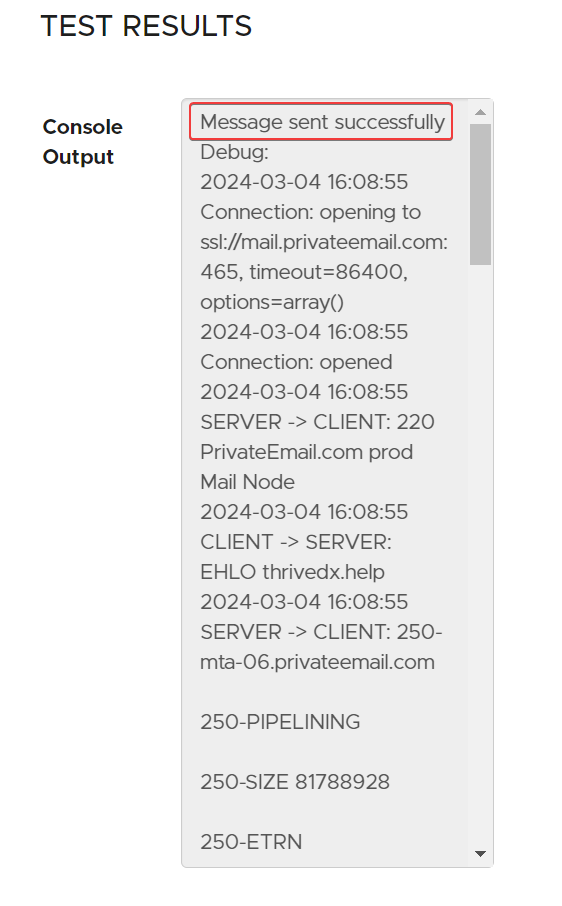 TEST RESULTS
Console
Output
Message sent successfully
Debug:
2024-03-04 16:08:55
Connection: opening to
ssl://mail.privateemail.com:
465, timeout=86400,
options=array()
2024-03-04 16:08:55
Connection: opened
2024-03-04 16:08:55
SERVER -> CLIENT: 220
PrivateEmail.com prod
Mail Node
2024-03-04 16:08:55
CLIENT -> SERVER:
EHLO thrivedx.help
2024-03-04 16:08:55
SERVER -> CLIENT: 250-
mta-06.privateemail.com
250-PIPELINING
250-SIZE 81788928
250-ETRN